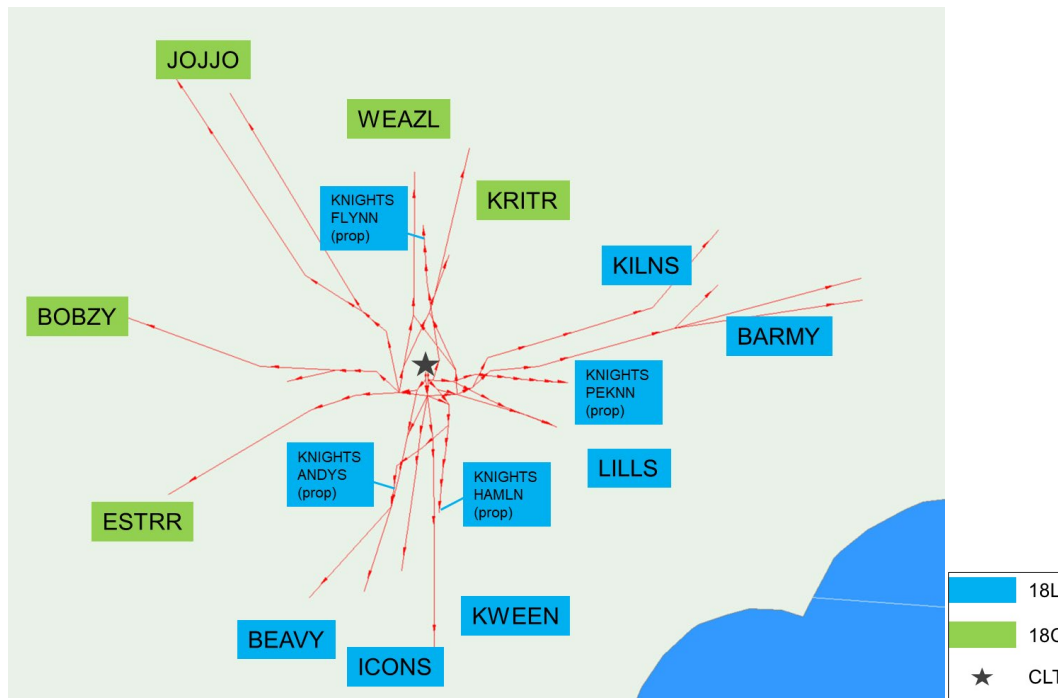 JOJJO
WEAZL
KNIGHTS
FLYNN
(prop)
KRITR
KILNS
BOBZY
BARMY
KNIGHTS
PEKNN
(prop)
KNIGHTS
ANDYS
(prop)
KNIGHTS
HAMLN
(prop)
LILLS
ESTRR
BEAVY
KWEEN
ICONS
18L
18C
CLT